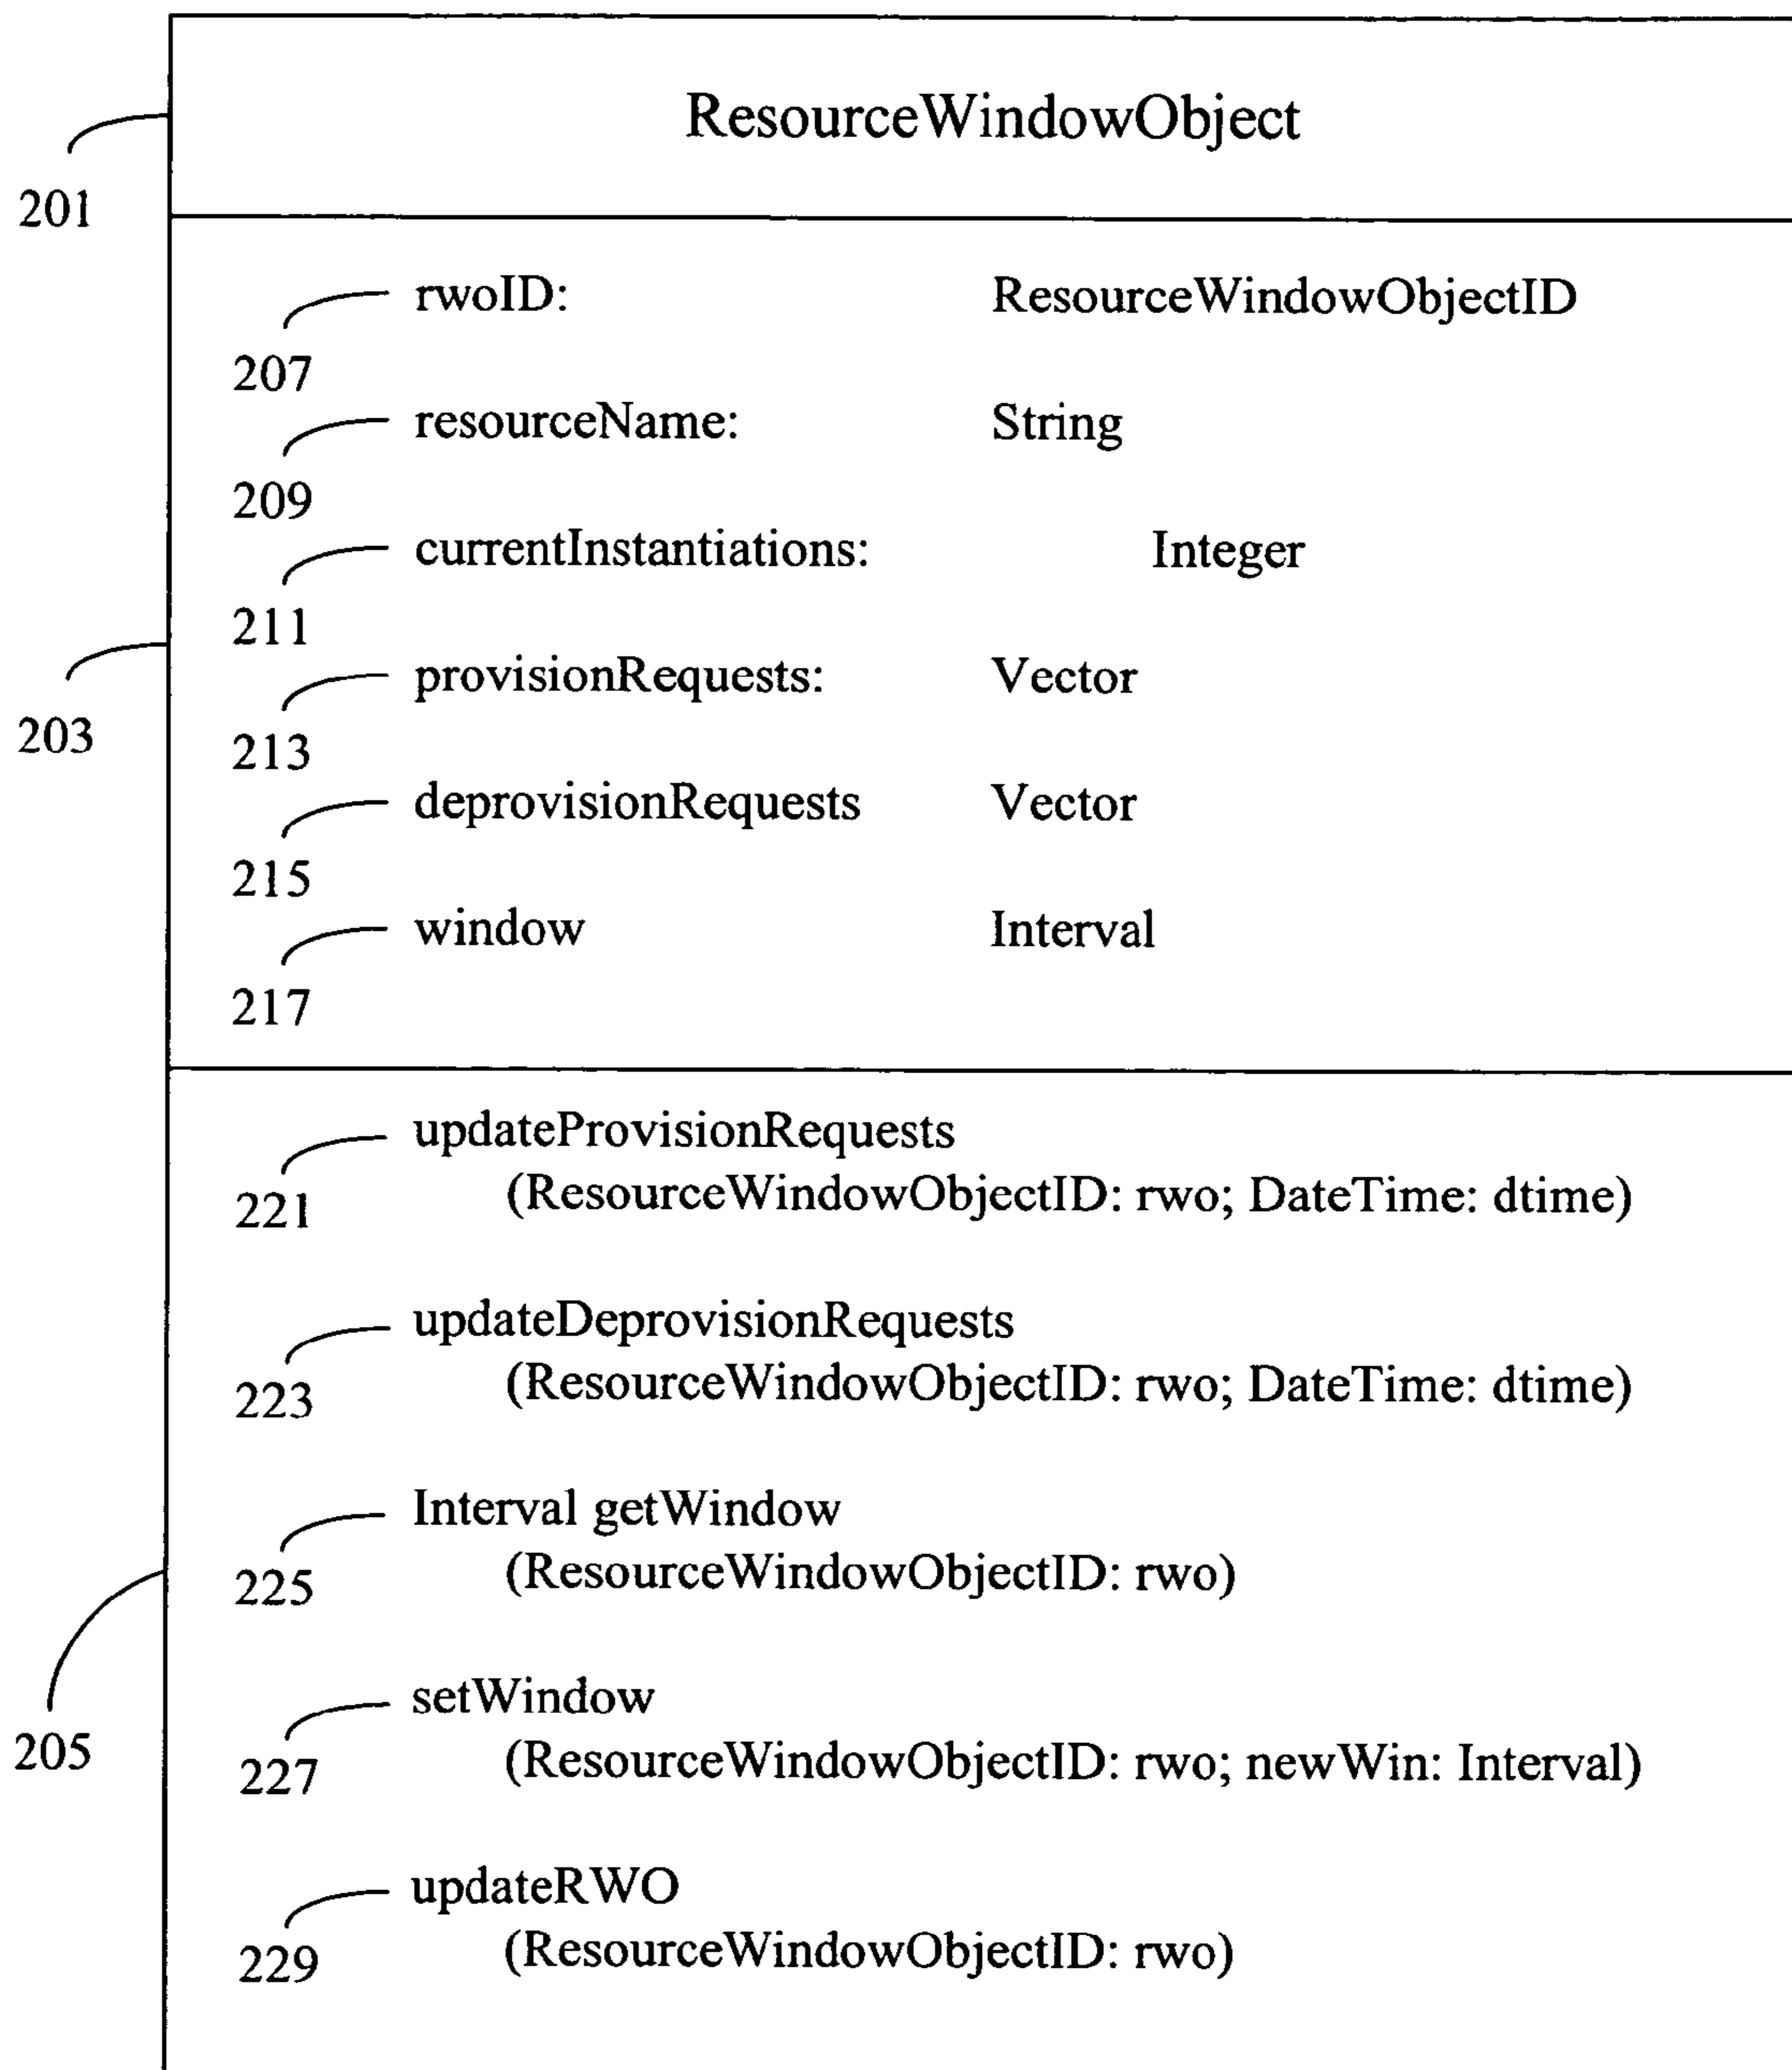 ResourceWindowObject
201
rwoID: ResourceWindowObjectID
207
resourceName: String
209
currentInstantiations: Integer
211
provisionRequests: Vector
203
213
deprovisionRequests Vector
215
window Interval
217
updateProvisionRequests
221 (ResourceWindowObjectID: rwo; DateTime: dtime)
updateDeprovisionRequests
223 (ResourceWindowObjectID: rwo; DateTime: dtime)
Interval getWindow
225 (ResourceWindowObjectID: rwo)
setWindow
205 227 (ResourceWindowObjectID: rwo; newWin: Interval)
updateRWO
229 (ResourceWindowObjectID: rwo)